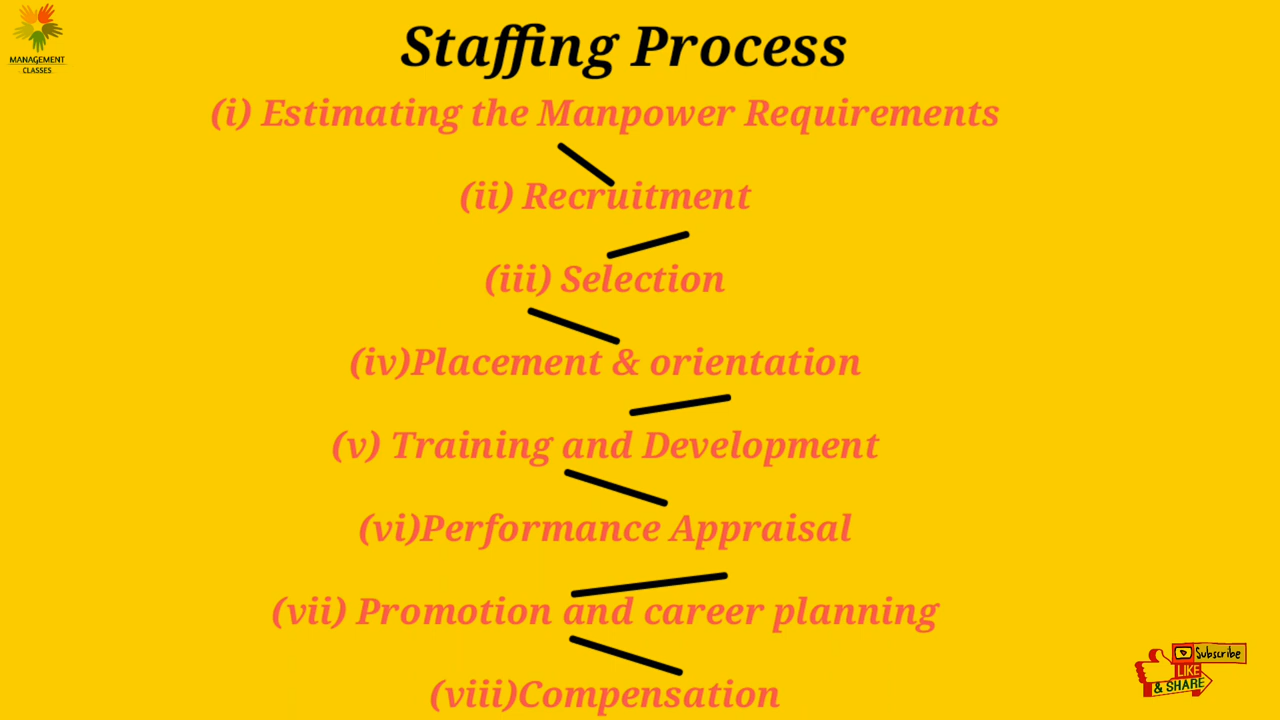 MANAGEMENT
CLASSES
Staffing Process
(i) Estimating the Manpower Requirements
(ii) Recruitment
(iii) Selection
(iv)Placement & orientation
(v) Training and Development
(vi)Performance Appraisal
(vii) Promotion and career planning
(viii)Compensation
Subscribe
LIKE
& SHARE